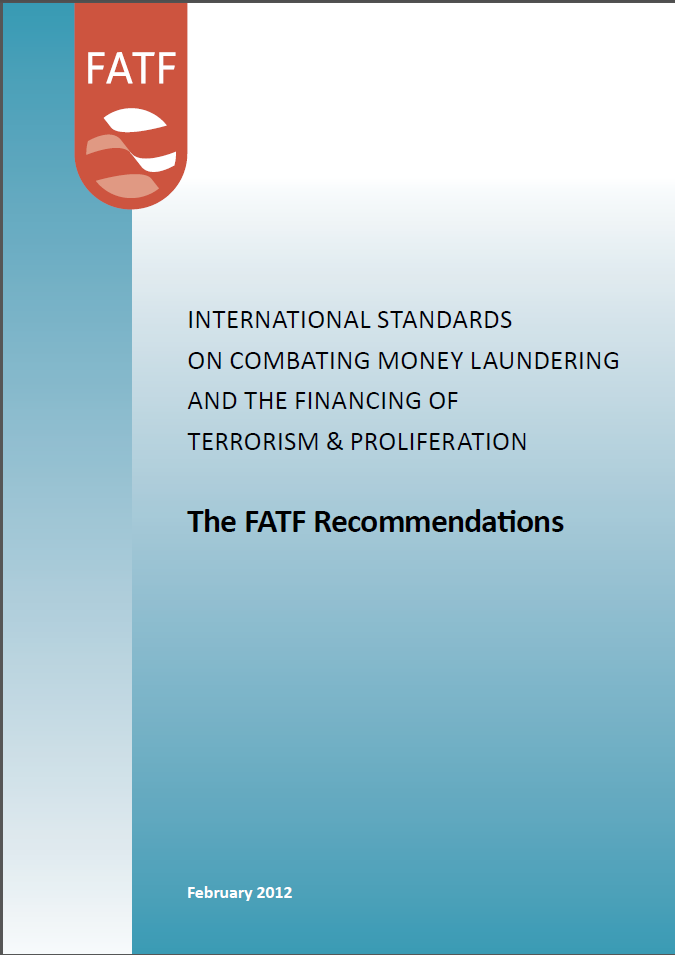 FATF
INTERNATIONAL STANDARDS
ON COMBATING MONEY LAUNDERING
AND THE FINANCING OF
TERRORISM & PROLIFERATION
The FATF Recommendations
February 2012